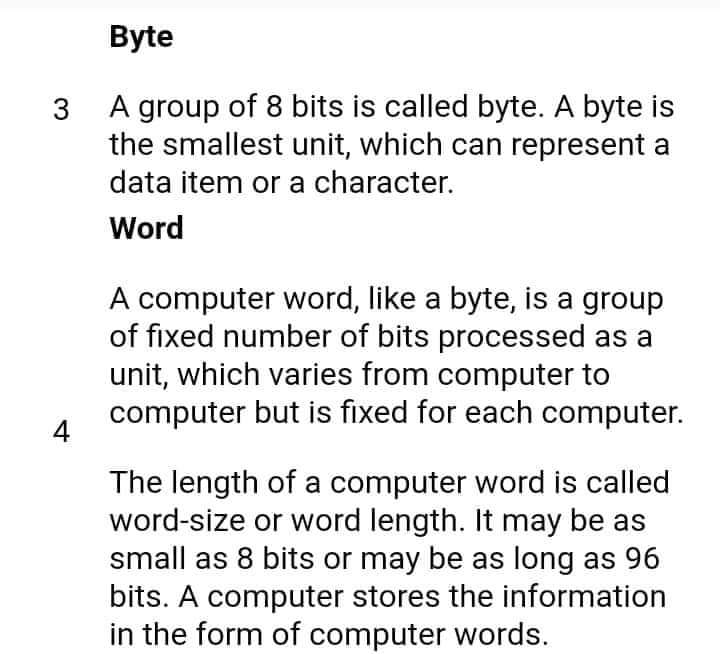 Byte
3 A group of 8 bits is called byte. A byte is
the smallest unit, which can represent a
data item or a character.
Word
A computer word, like a byte, is a group
of fixed number of bits processed as a
unit, which varies from computer to
computer but is fixed for each computer.
4
The length of a computer word is called
word-size or word length. It may be as
small as 8 bits or may be as long as 96
bits. A computer stores the information
in the form of computer words.